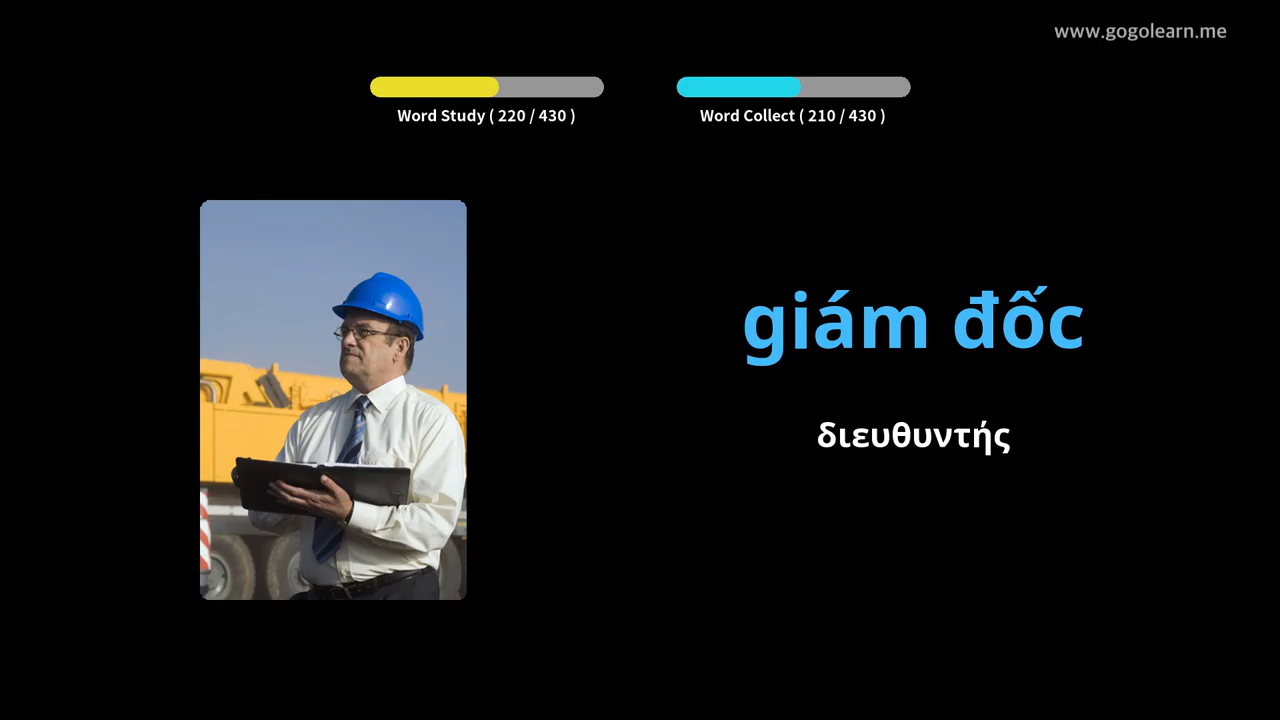 www.gogolearn.me
Word Study ( 220 / 430 )
Word Collect ( 210 / 430 )
giám đốc
διευθυντής